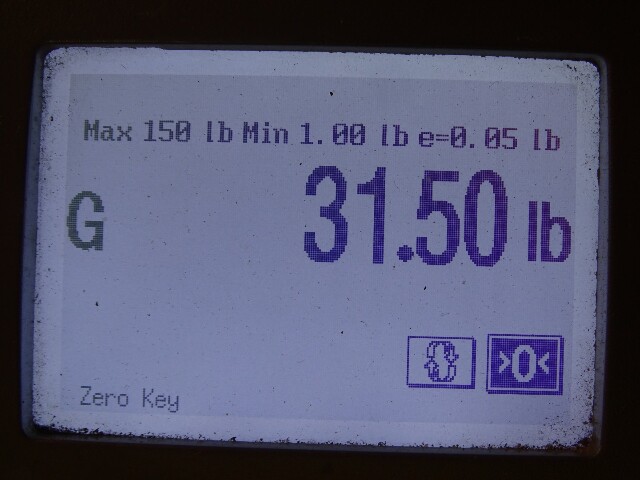 Max 150 lb Min 1.00 lb e=0.05 lb
G 31.50 lb
>0<
Zero Key